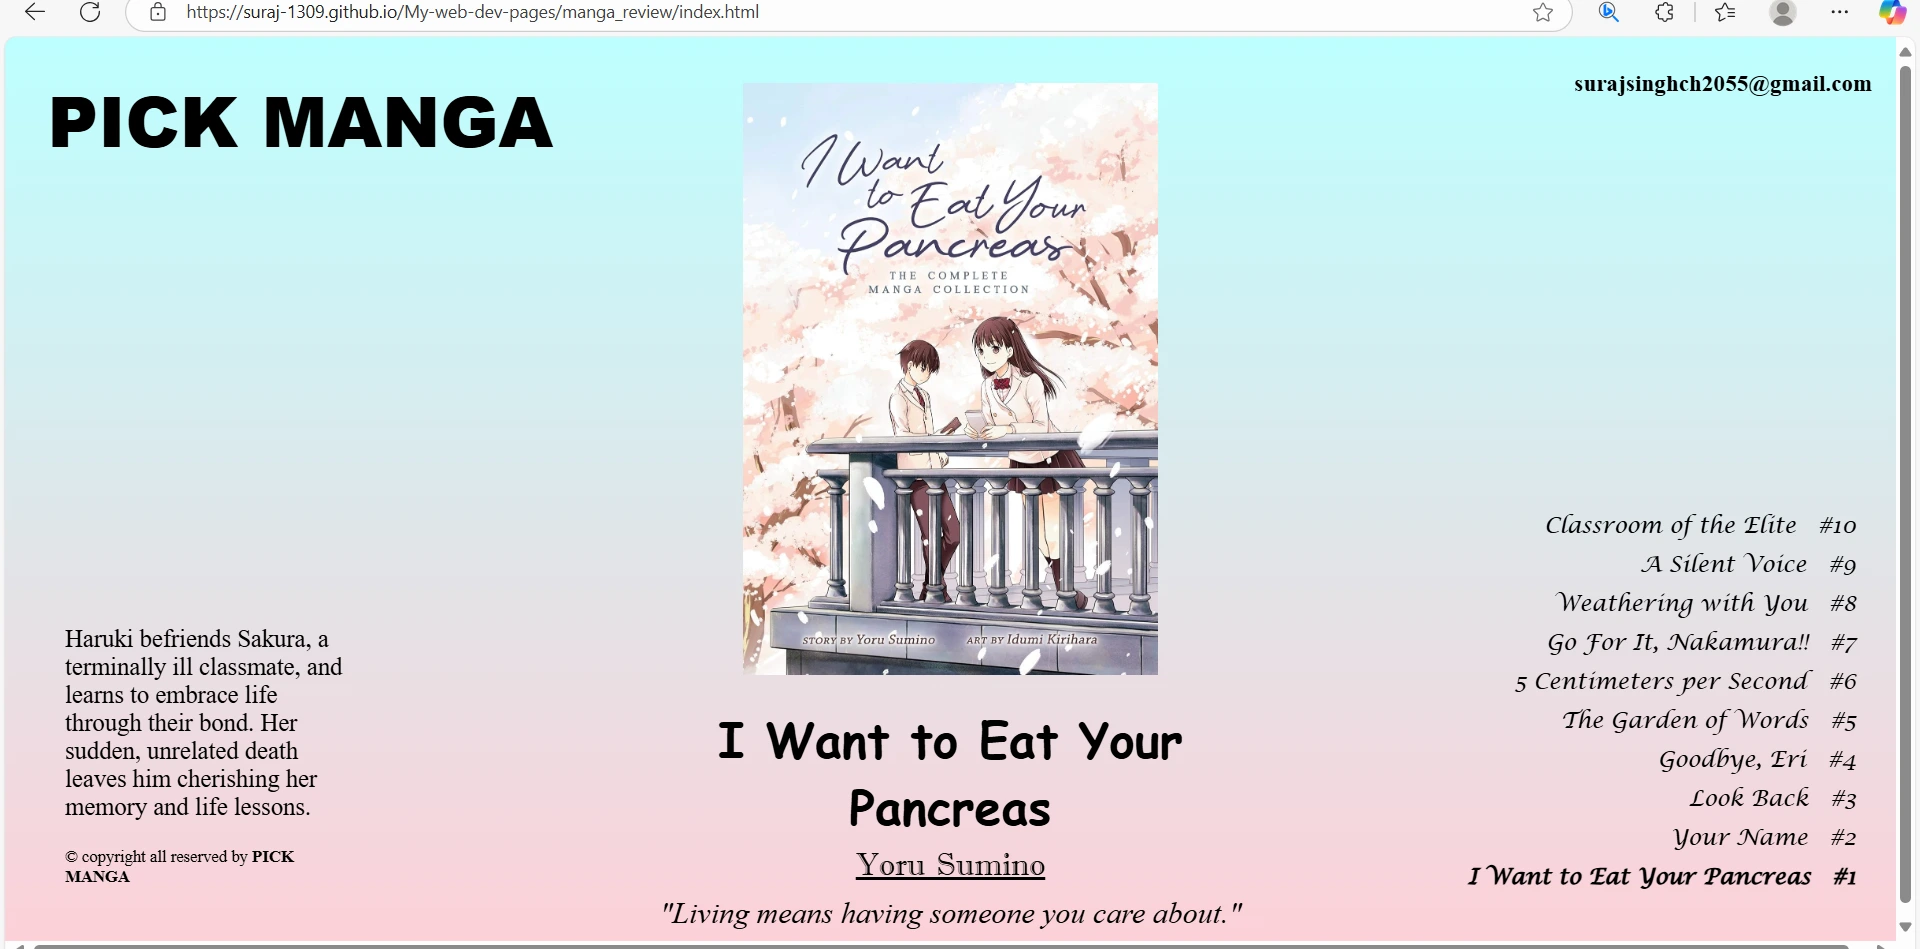 https://suraj-1309.github.io/My-web-dev-pages/manga_review/index.html
PICK MANGA
surajsinghch2055@gmail.com
I Want
to Eat Your
Pancreas
THE COMPLETE
MANGA COLLECTION
STORY BY Yoru Sumino ART BY Idumi Kirihara
Haruki befriends Sakura, a
terminally ill classmate, and
learns to embrace life
through their bond. Her
sudden, unrelated death
leaves him cherishing her
memory and life lessons.
© copyright all reserved by PICK
MANGA
I Want to Eat Your
Pancreas
Yoru Sumino
"Living means having someone you care about."
Classroom of the Elite #10
A Silent Voice #9
Weathering with You #8
Go For It, Nakamura!! #7
5 Centimeters per Second #6
The Garden of Words #5
Goodbye, Eri #4
Look Back #3
Your Name #2
I Want to Eat Your Pancreas #1